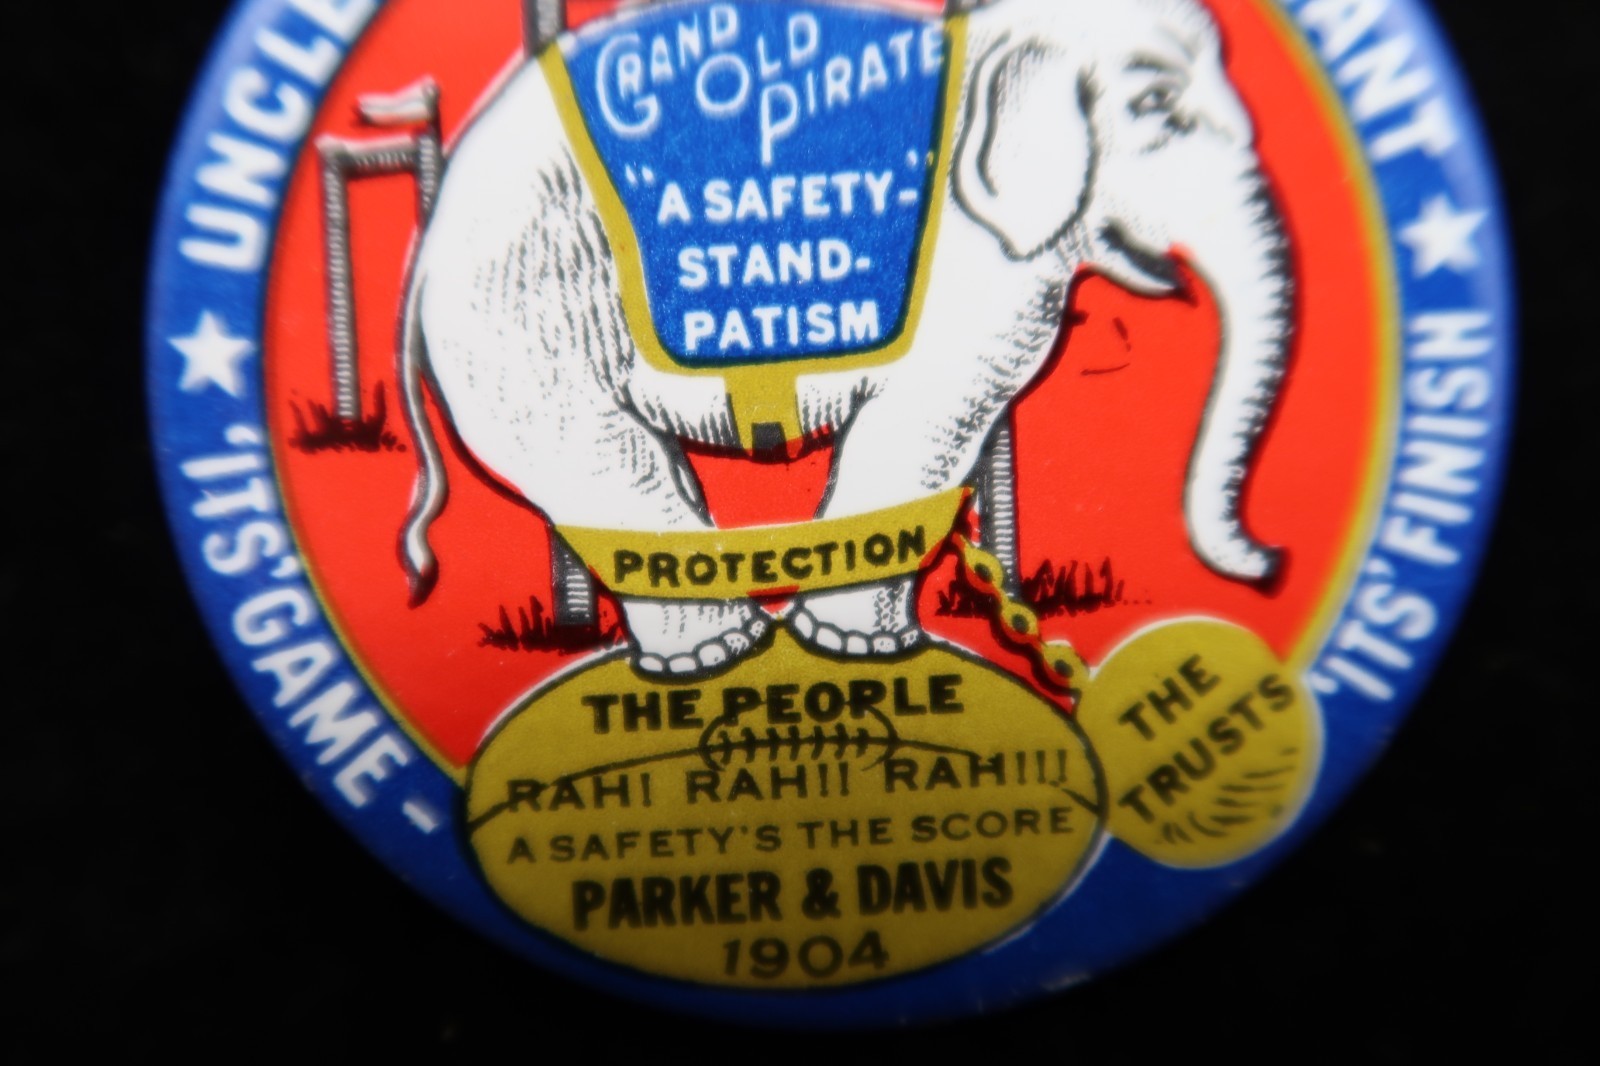 UNCLE
ANT
GRAND OLD PIRATE
"A SAFETY-"
STAND-
PATISM
PROTECTION
THE PEOPLE
RAH! RAH!! RAH!!!
A SAFETY'S THE SCORE
PARKER & DAVIS
1904
THE
TRUSTS
'ITS' GAME -
'ITS' FINISH